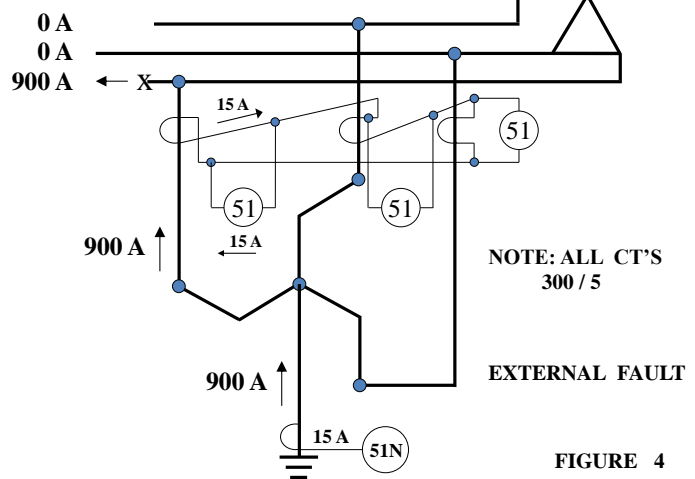 0 A
0 A
900 A
X
15 A
51
51
51
15 A
900 A
NOTE: ALL CT'S
300 / 5
900 A
EXTERNAL FAULT
15 A
51N
FIGURE 4